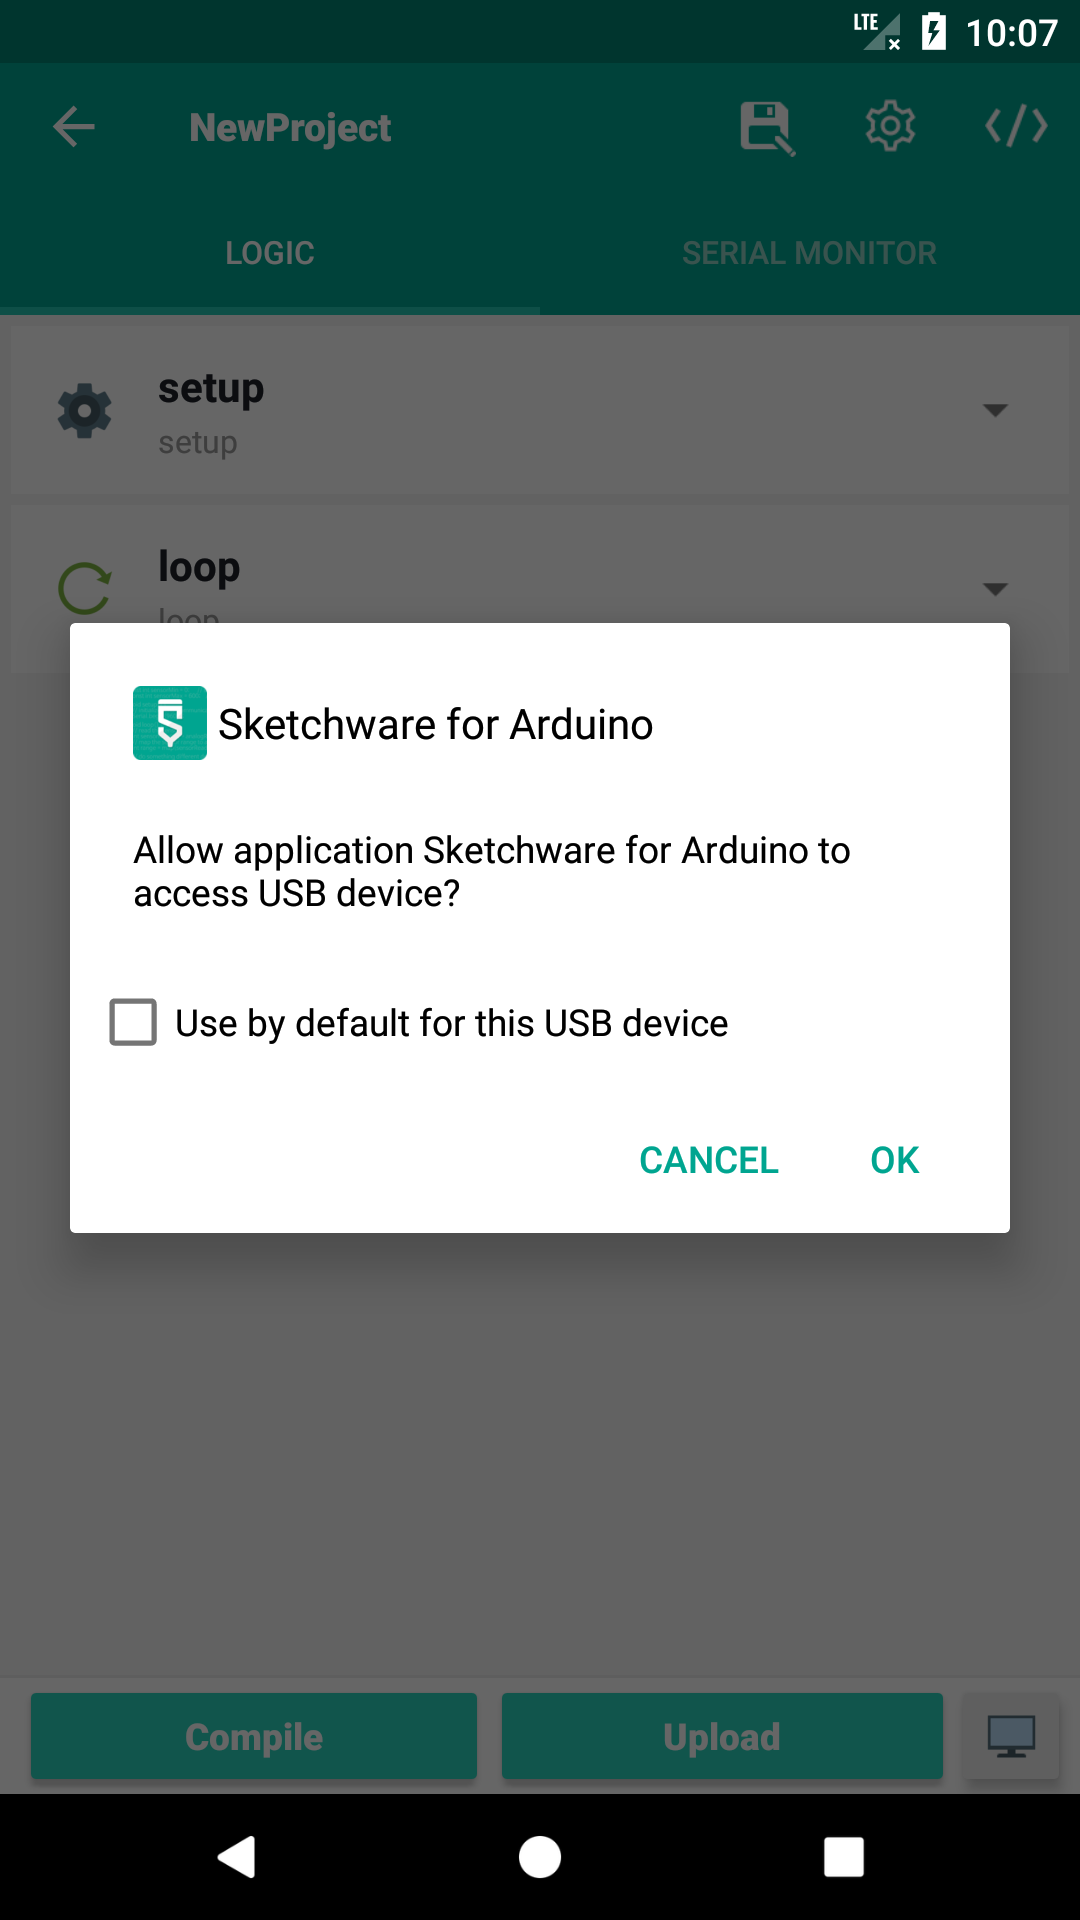 LTE 10:07
NewProject
LOGIC SERIAL MONITOR
setup
setup
loop
loop
Sketchware for Arduino
Allow application Sketchware for Arduino to
access USB device?
Use by default for this USB device
CANCEL OK
Compile Upload